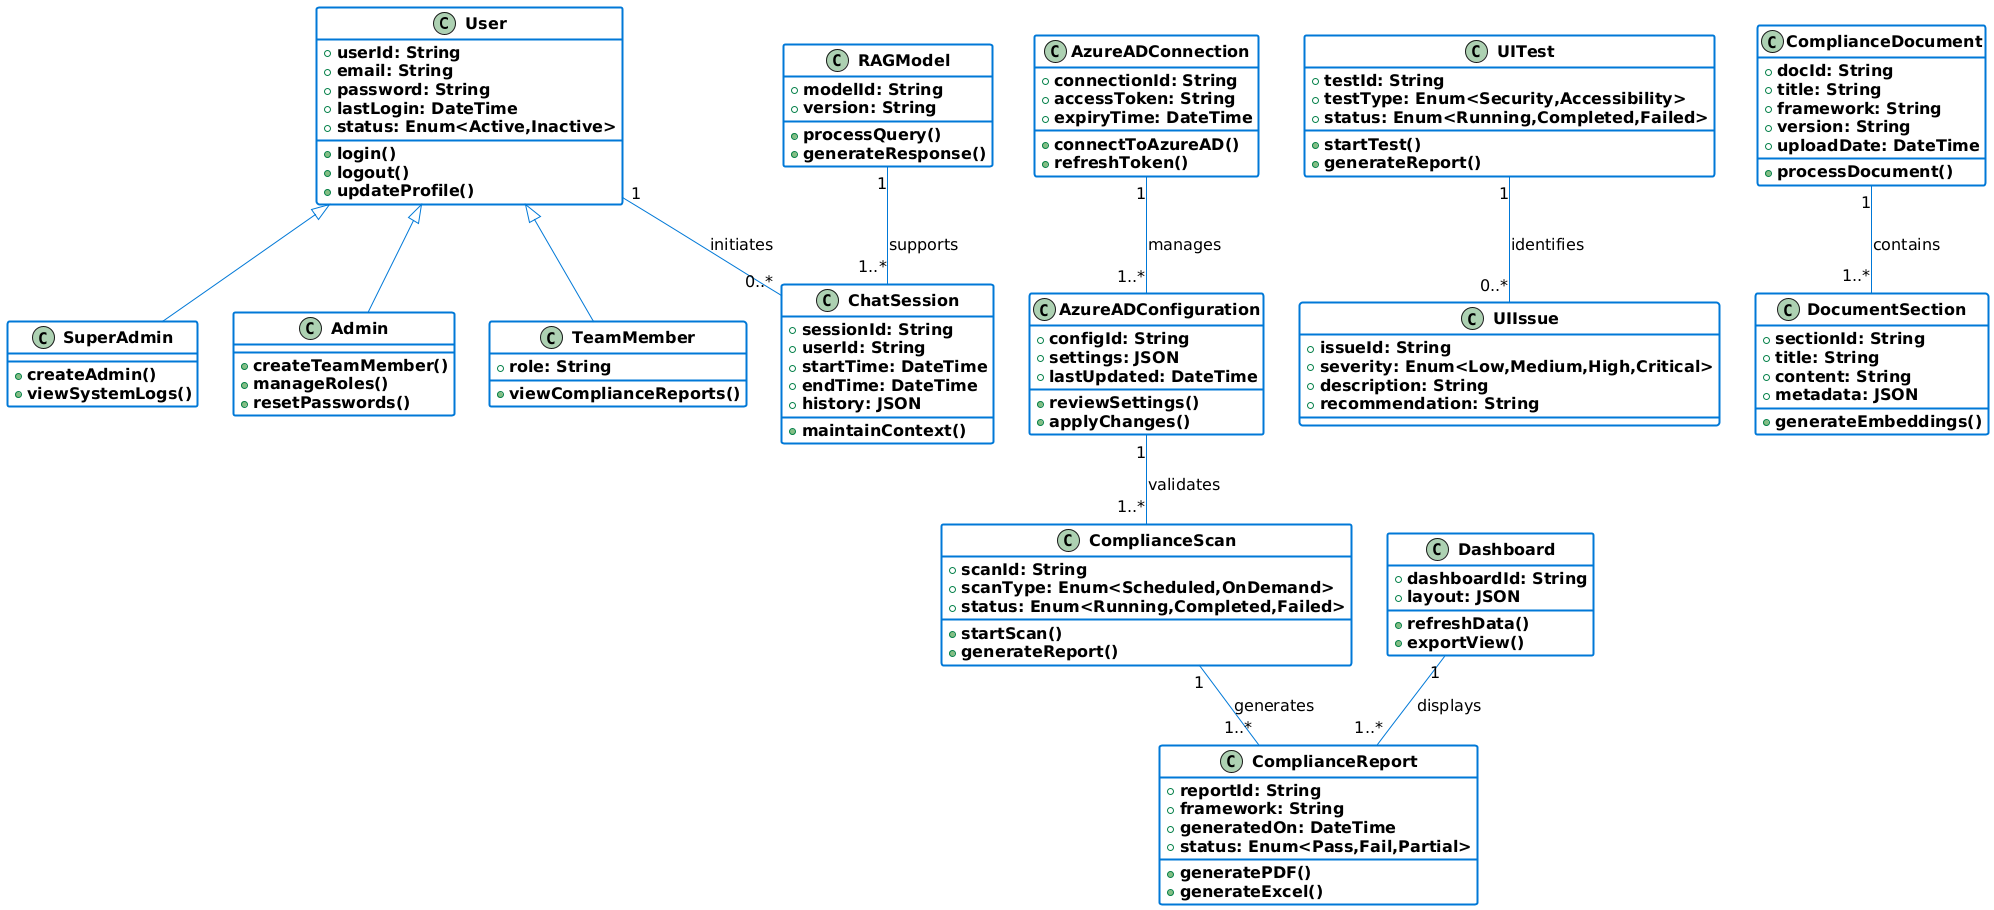 C User
userId: String
email: String
password: String
lastLogin: DateTime
status: Enum<Active,Inactive>
login()
logout()
updateProfile()
C RAGModel
modelId: String
version: String
processQuery()
generateResponse()
C AzureADConnection
connectionId: String
accessToken: String
expiryTime: DateTime
connectToAzureAD()
refreshToken()
C UITest
testId: String
testType: Enum<Security,Accessibility>
status: Enum<Running,Completed,Failed>
startTest()
generateReport()
C ComplianceDocument
docId: String
title: String
framework: String
version: String
uploadDate: DateTime
processDocument()
1
initiates
0..*
1
supports
1..*
1
manages
1..*
1
identifies
0..*
1
contains
1..*
C SuperAdmin
createAdmin()
viewSystemLogs()
C Admin
createTeamMember()
manageRoles()
resetPasswords()
C TeamMember
role: String
viewComplianceReports()
C ChatSession
sessionId: String
userId: String
startTime: DateTime
endTime: DateTime
history: JSON
maintainContext()
C AzureADConfiguration
configId: String
settings: JSON
lastUpdated: DateTime
reviewSettings()
applyChanges()
C UIIssue
issueId: String
severity: Enum<Low,Medium,High,Critical>
description: String
recommendation: String
C DocumentSection
sectionId: String
title: String
content: String
metadata: JSON
generateEmbeddings()
1
validates
1..*
C ComplianceScan
scanId: String
scanType: Enum<Scheduled,OnDemand>
status: Enum<Running,Completed,Failed>
startScan()
generateReport()
C Dashboard
dashboardId: String
layout: JSON
refreshData()
exportView()
1
generates
1..*
1
displays
1..*
C ComplianceReport
reportId: String
framework: String
generatedOn: DateTime
status: Enum<Pass,Fail,Partial>
generatePDF()
generateExcel()